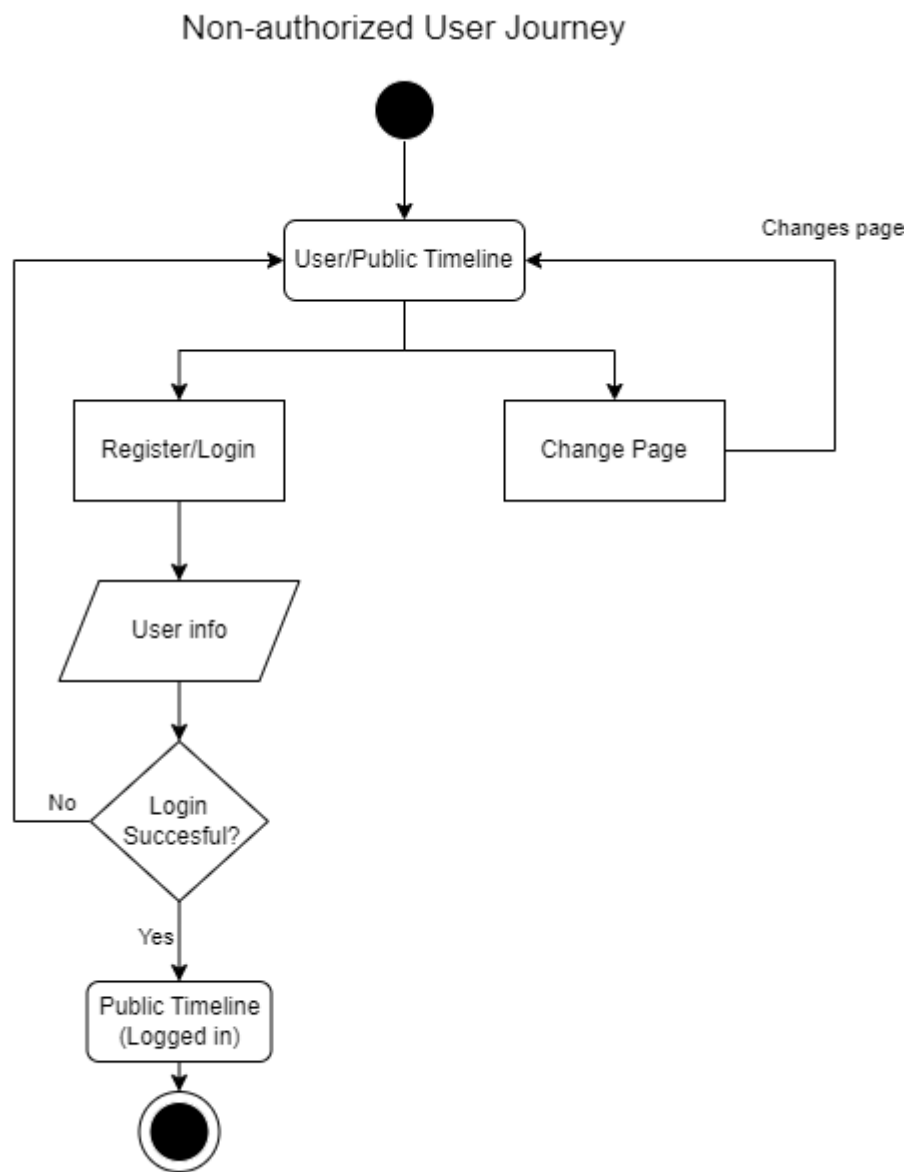 Non-authorized User Journey
Changes page
User/Public Timeline
Register/Login
Change Page
User info
No
Login
Succesful?
Yes
Public Timeline
(Logged in)